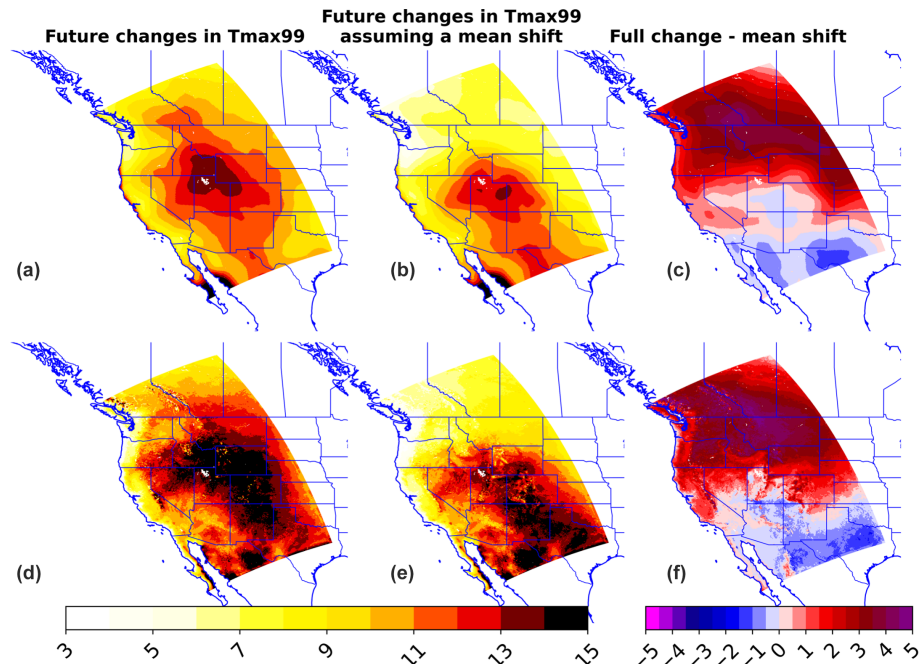 Future changes in Tmax99
Future changes in Tmax99
assuming a mean shift
Full change - mean shift
(a)
(b)
(c)
(d)
(e)
(f)
3 5 7 9 11 13 15
−5 −4 −3 −2 −1 0 1 2 3 4 5